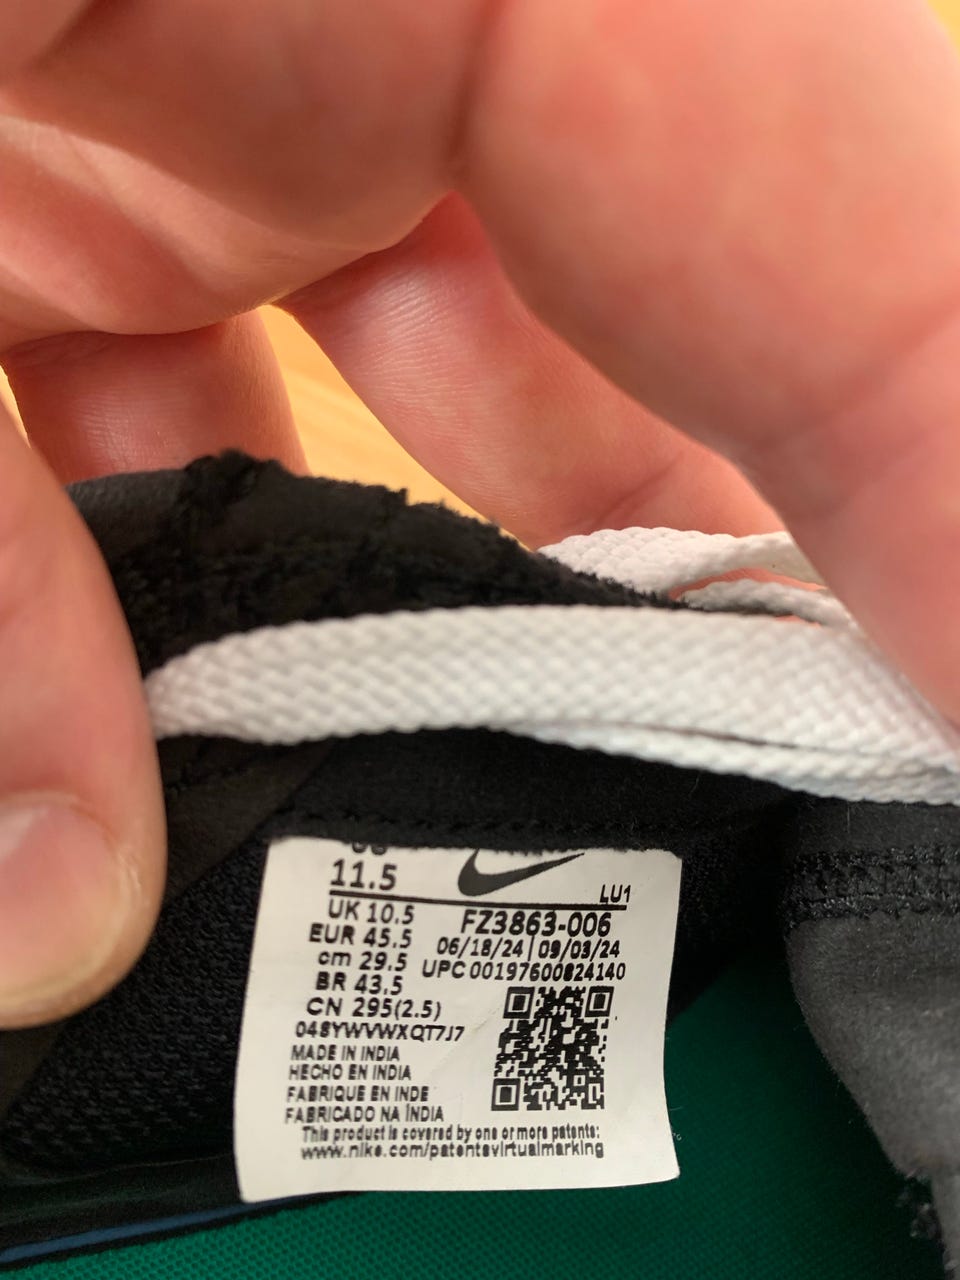 11.5
LU1
UK 10.5 FZ3863-006
EUR 45.5 06/18/24 | 09/03/24
cm 29.5 UPC 00197600824140
BR 43.5
CN 295(2.5)
MADE IN INDIA
HECHO EN INDIA
FABRIQUE EN INDE
FABRICADO NA ÍNDIA
This product is covered by one or more patents:
www.nike.com/patentsvirtualmarking